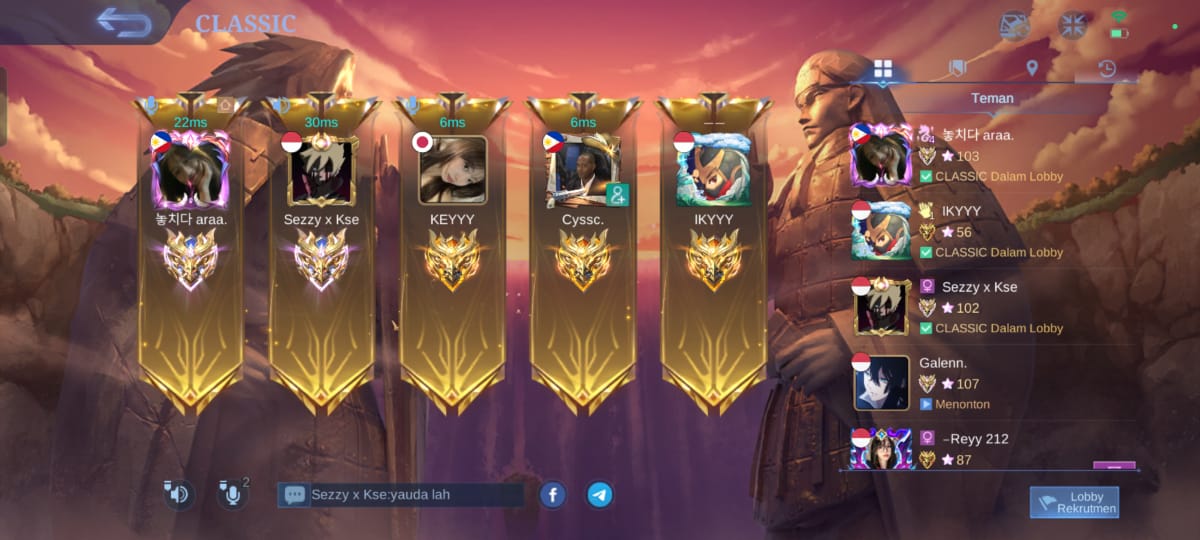 CLASSIC
22ms
30ms
6ms
6ms
놓치다 araa.
Sezzy x Kse
KEYYY
Cyssc.
IKYYY
Teman
놓치다 araa.
103
CLASSIC Dalam Lobby
IKYYY
56
CLASSIC Dalam Lobby
Sezzy x Kse
102
CLASSIC Dalam Lobby
Galenn.
107
Menonton
–Reyy 212
87
2
Sezzy x Kse:yauda lah
Lobby
Rekrutmen